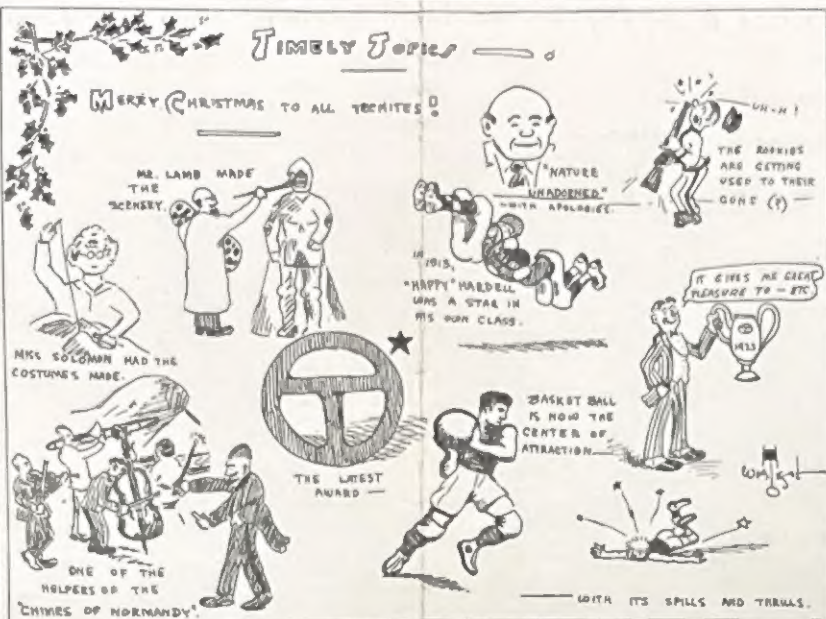 TIMELY TOPICS
MERRY CHRISTMAS TO ALL TECHITES!
MR. LAMB MADE
THE
SCENERY.
MISS SOLOMON HAD THE
COSTUMES MADE.
"NATURE
UNADORNED"
—WITH APOLOGIES.
UH-H!
THE ROOKIES
ARE GETTING
USED TO THEIR
GUNS (?)
IN
1913,
"HAPPY" HARDELL
WAS A STAR IN
HIS OWN CLASS.
IT GIVES ME GREAT
PLEASURE TO — ETC
1923
THE LATEST
AWARD —
BASKET BALL
IS NOW THE
CENTER OF
ATTRACTION
ONE OF THE
HELPERS OF THE
"CHIMES OF NORMANDY".
WITH ITS SPILLS AND THRILLS.